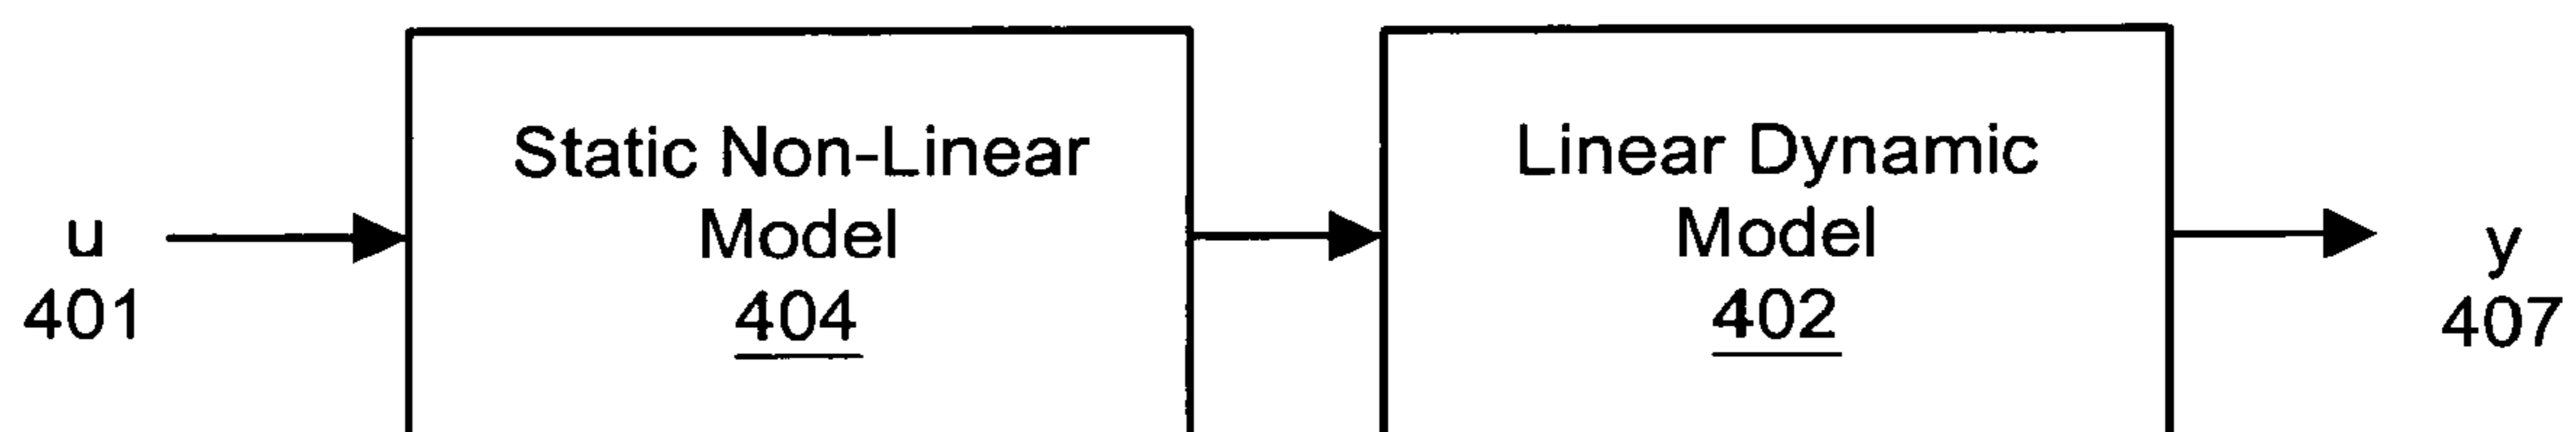 u
401
Static Non-Linear
Model
404
Linear Dynamic
Model
402
y
407